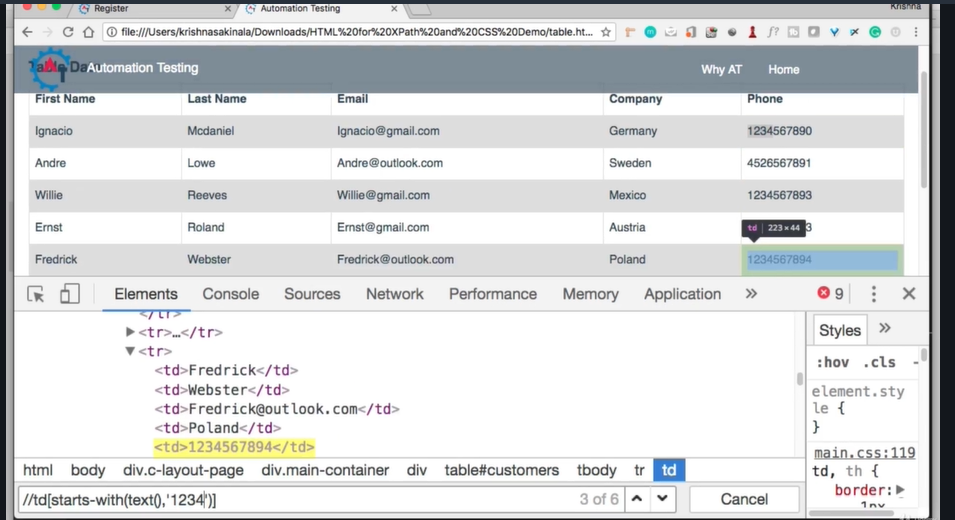 Register × Automation Testing × Krishna
file:///Users/krishnasakinala/Downloads/HTML%20for%20XPath%20and%20CSS%20Demo/table.ht...
Automation Testing Why AT Home
First Name Last Name Email Company Phone
Ignacio Mcdaniel Ignacio@gmail.com Germany 1234567890
Andre Lowe Andre@outlook.com Sweden 4526567891
Willie Reeves Willie@gmail.com Mexico 1234567893
Ernst Roland Ernst@gmail.com Austria 3
td | 223 × 44
Fredrick Webster Fredrick@outlook.com Poland 1234567894
Elements Console Sources Network Performance Memory Application » 9 ×
</tr>
▶<tr>…</tr>
▼<tr>
<td>Fredrick</td>
<td>Webster</td>
<td>Fredrick@outlook.com</td>
<td>Poland</td>
<td>1234567894</td>
Styles »
:hov .cls
element.sty
le {
}
main.css:119
td, th {
border:▶
1px
html body div.c-layout-page div.main-container div table#customers tbody tr td
//td[starts-with(text(),'1234')] 3 of 6 Cancel